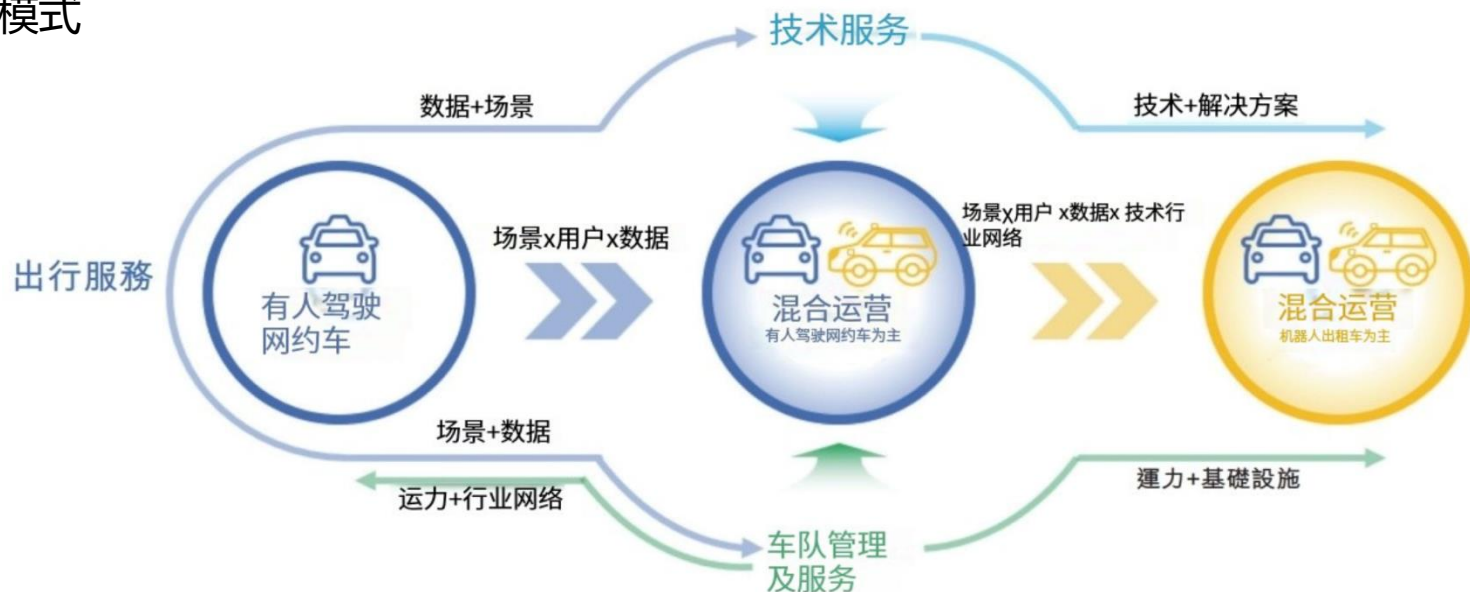 模式
技术服务
数据+场景
技术+解决方案
出行服務
有人驾驶
网约车
场景x用户x数据
混合运营
有人驾驶网约车为主
场景χ用户 x数据x 技术行
业网络
混合运营
机器人出租车为主
场景+数据
运力+行业网络
運力+基礎設施
车队管理
及服务